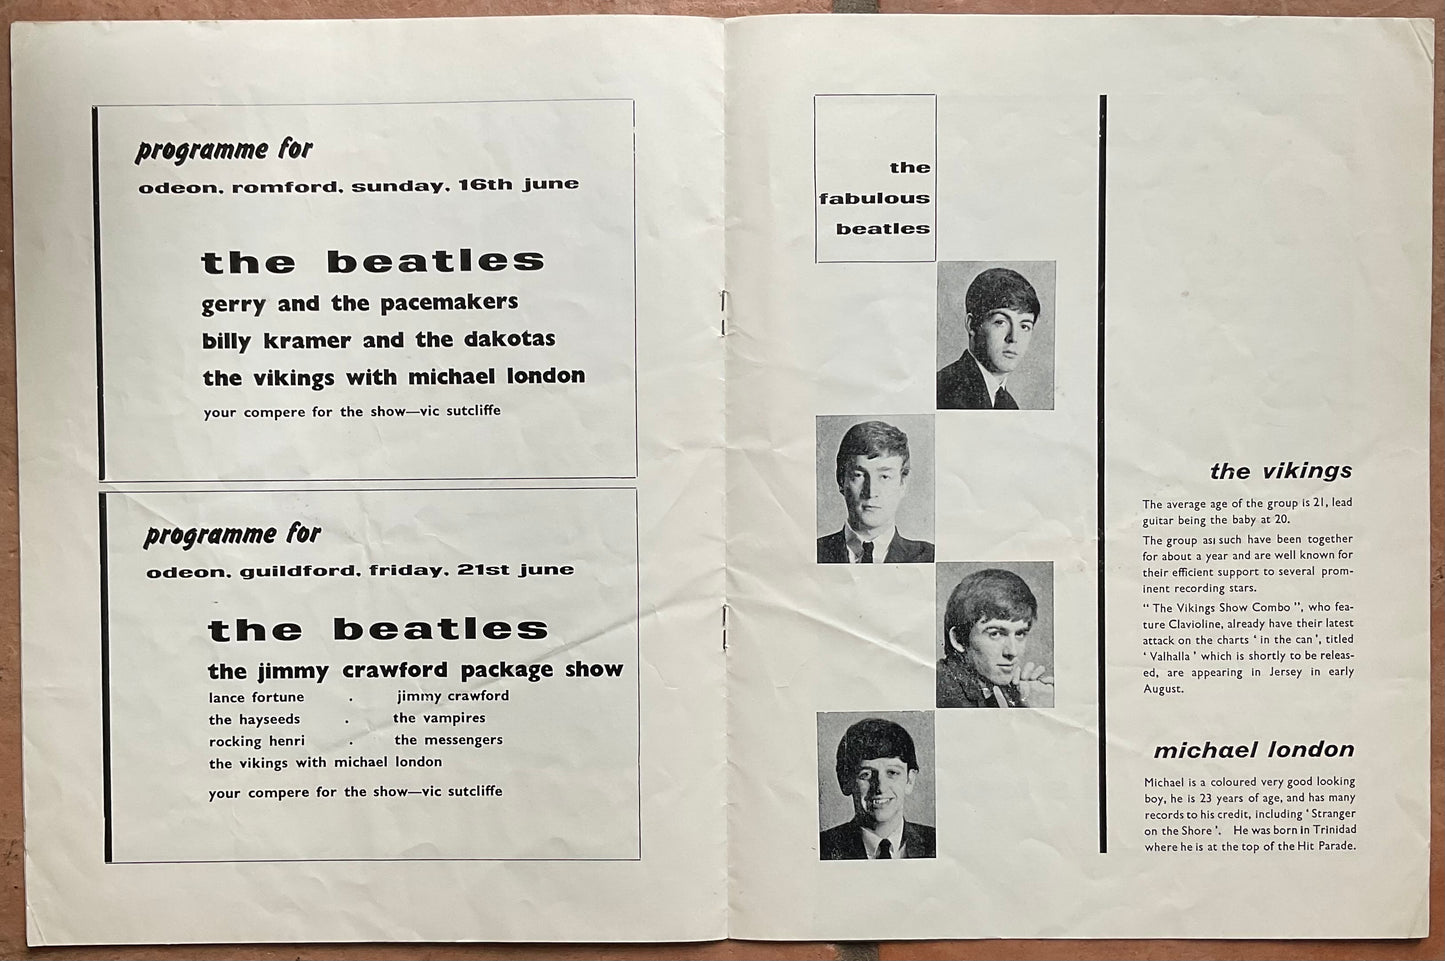 programme for
odeon, romford, sunday, 16th june
the beatles
gerry and the pacemakers
billy kramer and the dakotas
the vikings with michael london
your compere for the show—vic sutcliffe
programme for
odeon, guildford, friday, 21st june
the beatles
the jimmy crawford package show
lance fortune . jimmy crawford
the hayseeds . the vampires
rocking henri . the messengers
the vikings with michael london
your compere for the show—vic sutcliffe
the
fabulous
beatles
the vikings
The average age of the group is 21, lead
guitar being the baby at 20.
The group as such have been together
for about a year and are well known for
their efficient support to several prom-
inent recording stars.
“ The Vikings Show Combo ”, who fea-
ture Clavioline, already have their latest
attack on the charts ‘ in the can ’, titled
‘ Valhalla ’ which is shortly to be releas-
ed, are appearing in Jersey in early
August.
michael london
Michael is a coloured very good looking
boy, he is 23 years of age, and has many
records to his credit, including ‘ Stranger
on the Shore ’. He was born in Trinidad
where he is at the top of the Hit Parade.